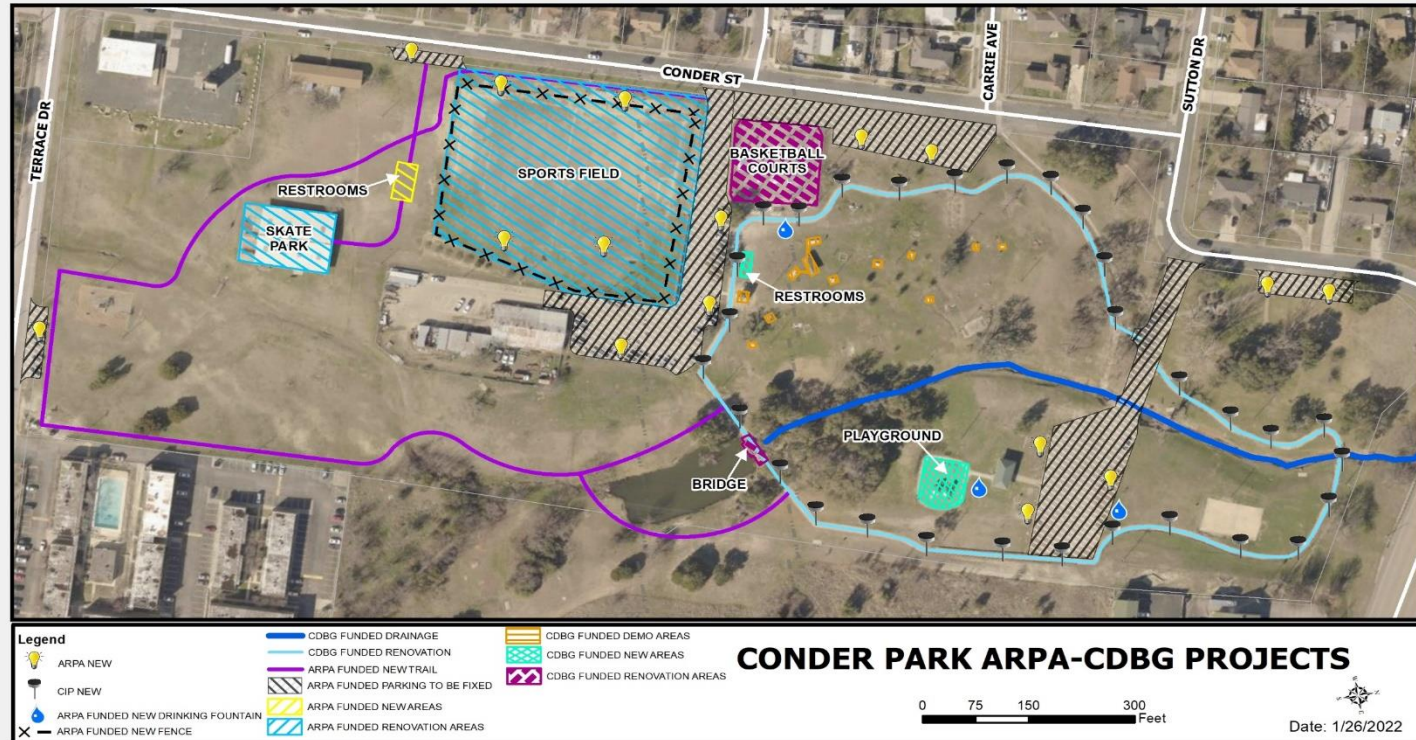 CONDER ST
CARRIE AVE
SUTTON DR
TERRACE DR
RESTROOMS
SPORTS FIELD
BASKETBALL
COURTS
SKATE
PARK
RESTROOMS
PLAYGROUND
BRIDGE
Legend
ARPA NEW
CIP NEW
ARPA FUNDED NEW DRINKING FOUNTAIN
ARPA FUNDED NEW FENCE
CDBG FUNDED DRAINAGE
CDBG FUNDED RENOVATION
ARPA FUNDED NEW TRAIL
ARPA FUNDED PARKING TO BE FIXED
ARPA FUNDED NEW AREAS
ARPA FUNDED RENOVATION AREAS
CDBG FUNDED DEMO AREAS
CDBG FUNDED NEW AREAS
CDBG FUNDED RENOVATION AREAS
CONDER PARK ARPA-CDBG PROJECTS
0 75 150 300
Feet
Date: 1/26/2022